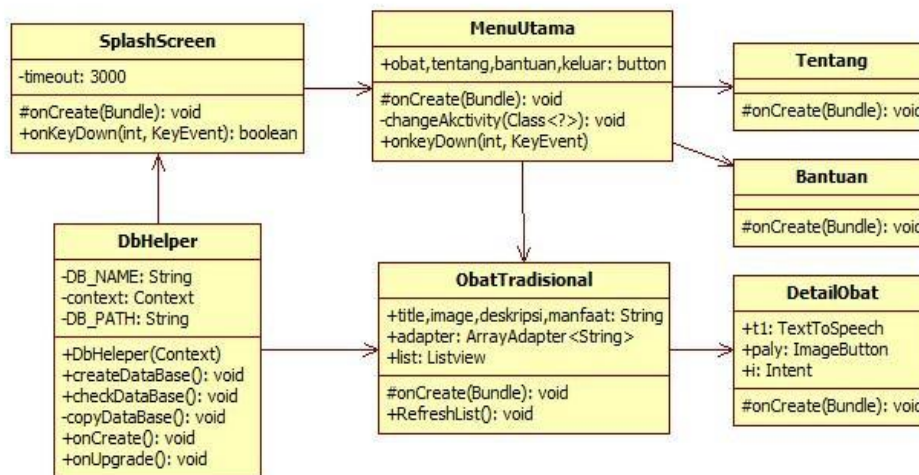 SplashScreen
-timeout: 3000
#onCreate(Bundle): void
+onKeyDown(int, KeyEvent): boolean
MenuUtama
+obat,tentang,bantuan,keluar: button
#onCreate(Bundle): void
-changeAkctivity(Class<?>): void
+onkeyDown(int, KeyEvent)
Tentang
#onCreate(Bundle): void
Bantuan
#onCreate(Bundle): void
DbHelper
-DB_NAME: String
-context: Context
-DB_PATH: String
+DbHeleper(Context)
+createDataBase(): void
+checkDataBase(): void
-copyDataBase(): void
+onCreate(): void
+onUpgrade(): void
ObatTradisional
+title,image,deskripsi,manfaat: String
+adapter: ArrayAdapter<String>
+list: Listview
#onCreate(Bundle): void
+RefreshList(): void
DetailObat
+t1: TextToSpeech
+paly: ImageButton
+i: Intent
#onCreate(Bundle): void